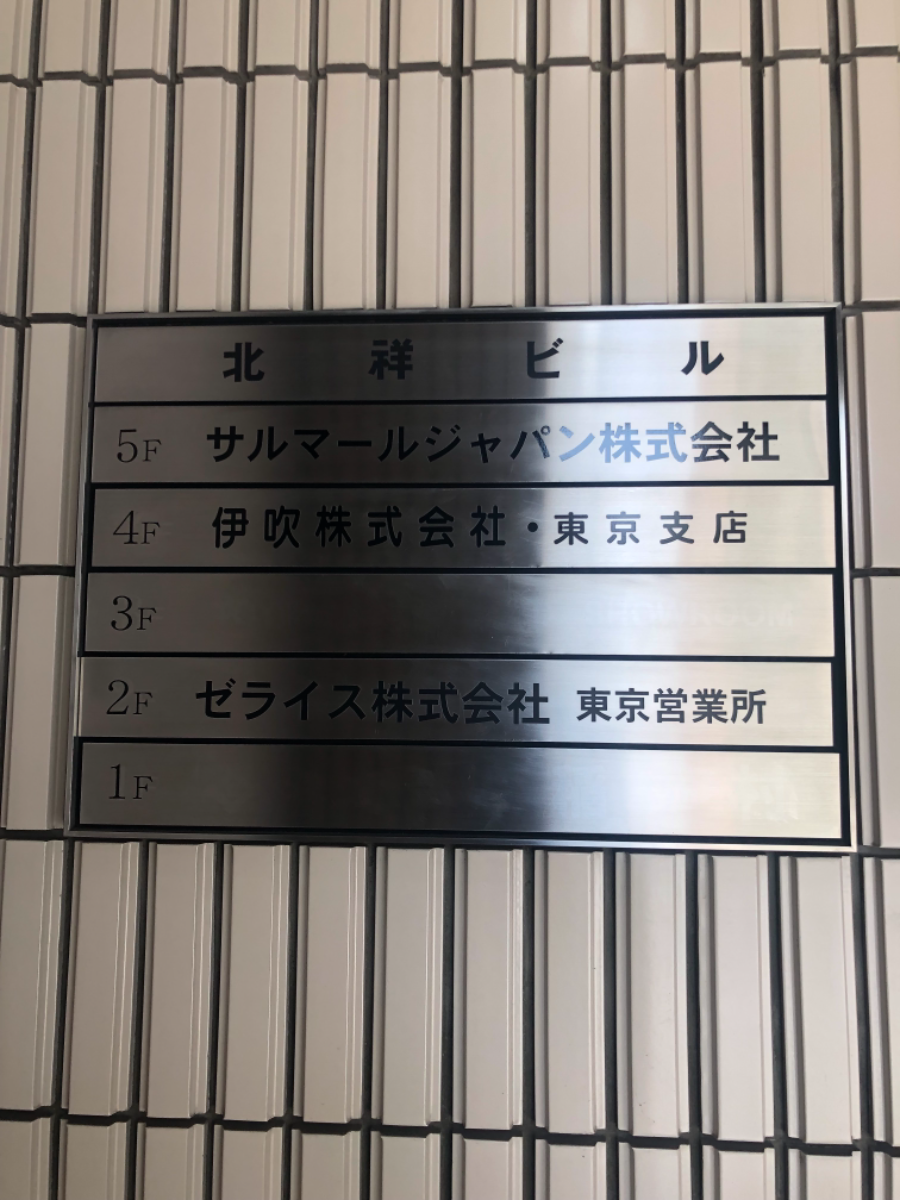 北祥ビル
5F サルマールジャパン株式会社
4F 伊吹株式会社・東京支店
3F
2F ゼライス株式会社 東京営業所
1F